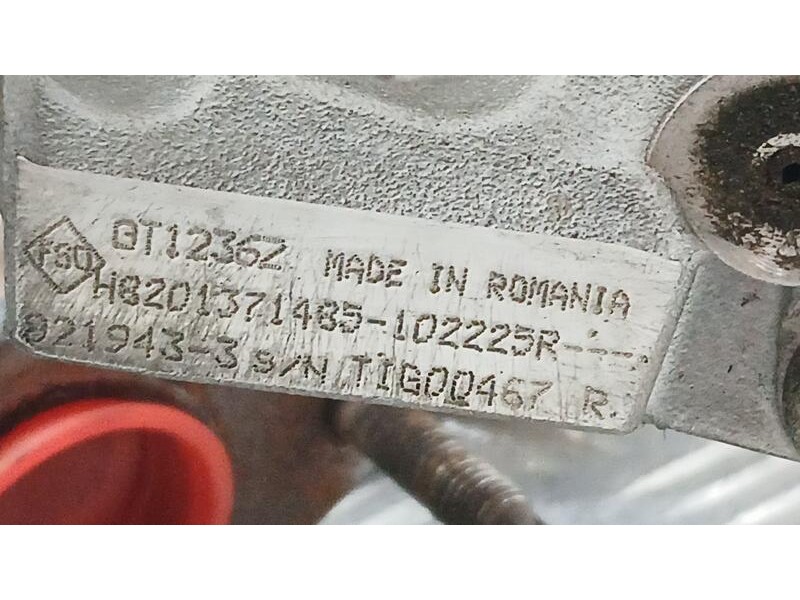 GT1236Z MADE IN ROMANIA
H8201371485-102225R-
821943-3 S/N TIG00467 R.